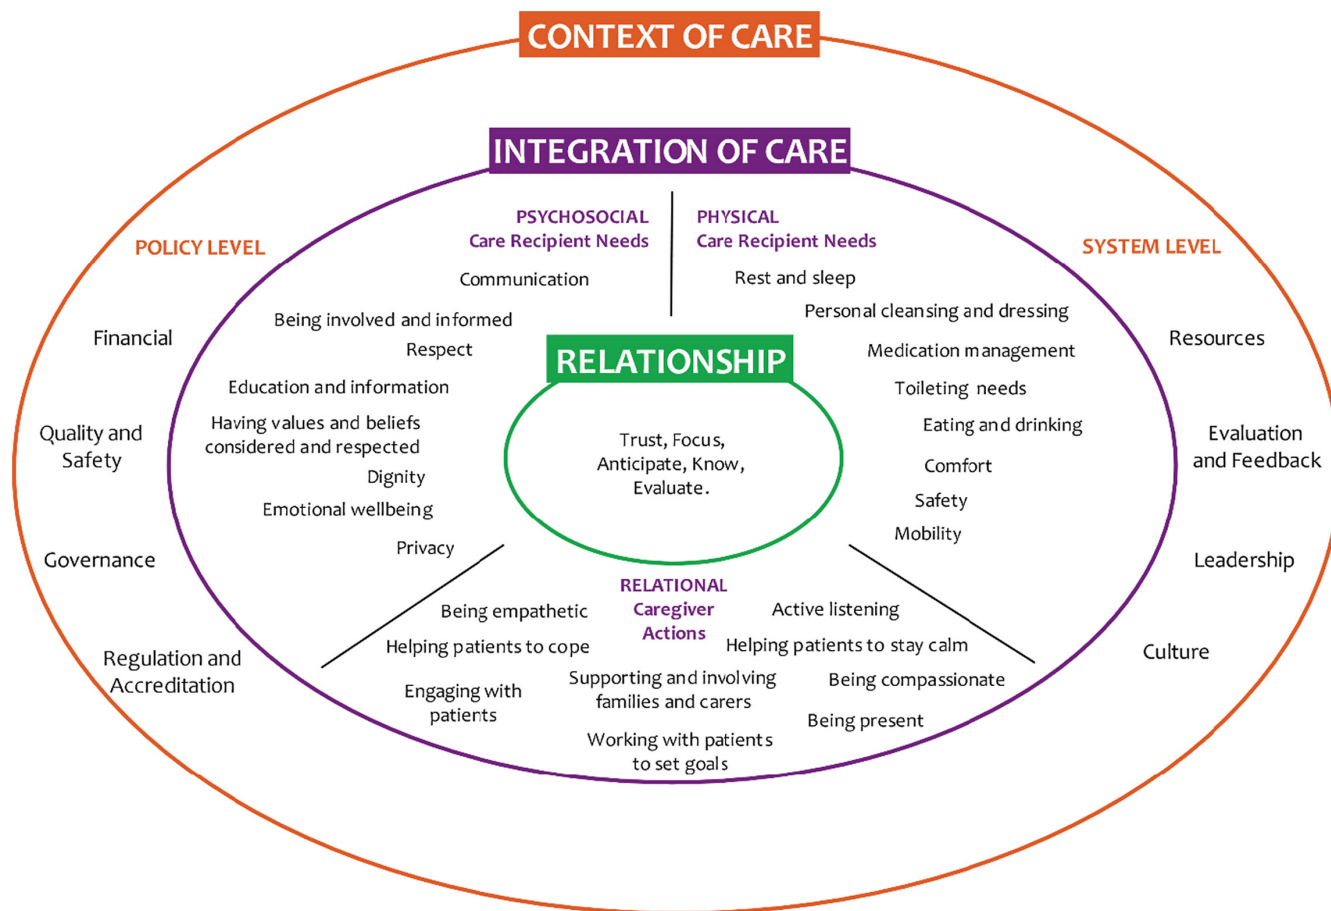 CONTEXT OF CARE
INTEGRATION OF CARE
POLICY LEVEL
Financial
Quality and
Safety
Governance
Regulation and
Accreditation
PSYCHOSOCIAL
Care Recipient Needs
Communication
Being involved and informed
Respect
Education and information
Having values and beliefs
considered and respected
Dignity
Emotional wellbeing
Privacy
PHYSICAL
Care Recipient Needs
Rest and sleep
Personal cleansing and dressing
Medication management
Toileting needs
Eating and drinking
Comfort
Safety
Mobility
RELATIONSHIP
Trust, Focus,
Anticipate, Know,
Evaluate.
RELATIONAL
Caregiver
Actions
Being empathetic
Helping patients to cope
Engaging with
patients
Supporting and involving
families and carers
Working with patients
to set goals
Active listening
Helping patients to stay calm
Being compassionate
Being present
SYSTEM LEVEL
Resources
Evaluation
and Feedback
Leadership
Culture